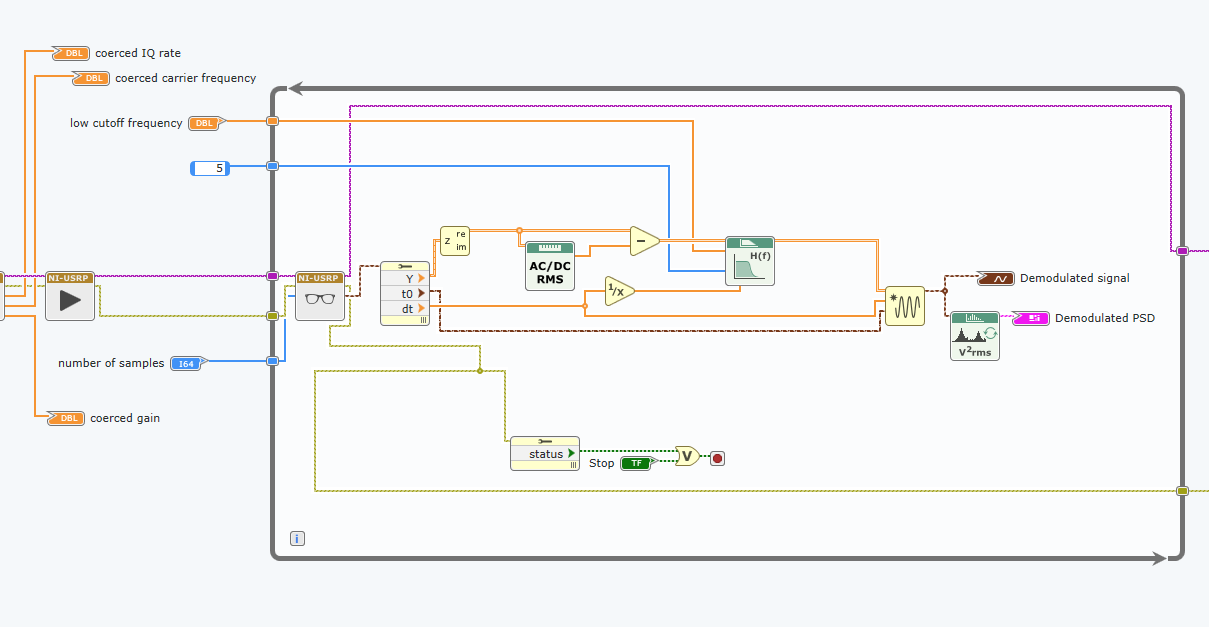 DBL coerced IQ rate
DBL coerced carrier frequency
low cutoff frequency DBL
5
z re
im
H(f)
AC/DC
RMS
−
NI-USRP
NI-USRP
Y
t0
dt
1/x
Demodulated signal
Demodulated PSD
V²rms
number of samples I64
DBL coerced gain
status
Stop TF
V
i